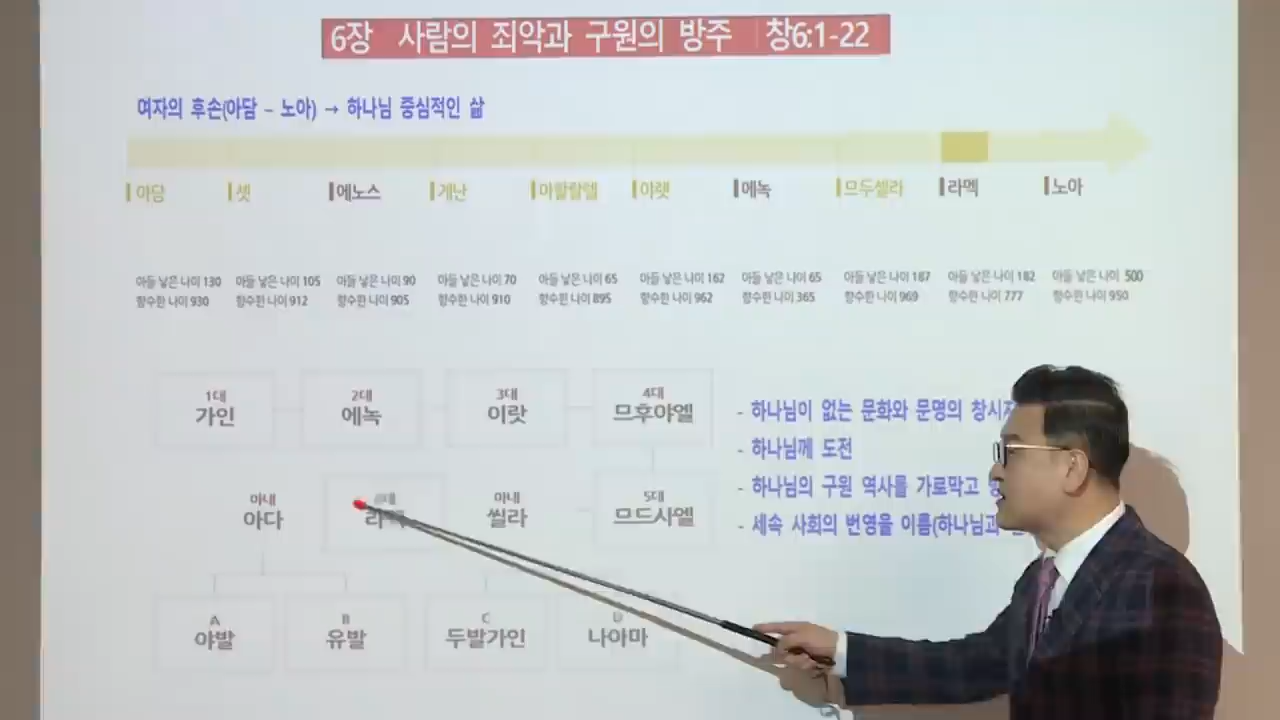 6장 사람의 죄악과 구원의 방주 창6:1-22
여자의 후손(아담 - 노아) → 하나님 중심적인 삶
아담 셋 에노스 게난 마할랄렐 야렛 에녹 므두셀라 라멕 노아
아들 낳은 나이 130 아들 낳은 나이 105 아들 낳은 나이 90 아들 낳은 나이 70 아들 낳은 나이 65 아들 낳은 나이 162 아들 낳은 나이 65 아들 낳은 나이 187 아들 낳은 나이 182 아들 낳은 나이 500
향수한 나이 930 향수한 나이 912 향수한 나이 905 향수한 나이 910 향수한 나이 895 향수한 나이 962 향수한 나이 365 향수한 나이 969 향수한 나이 777 향수한 나이 950
1대 2대 3대 4대
가인 에녹 이랏 므후야엘
아내 아내 5대
아다 씰라 므드사엘
A B C D
야발 유발 두발가인 나아마
- 하나님이 없는 문화와 문명의 창시
- 하나님께 도전
- 하나님의 구원 역사를 가로막고
- 세속 사회의 번영을 이룸(하나님과